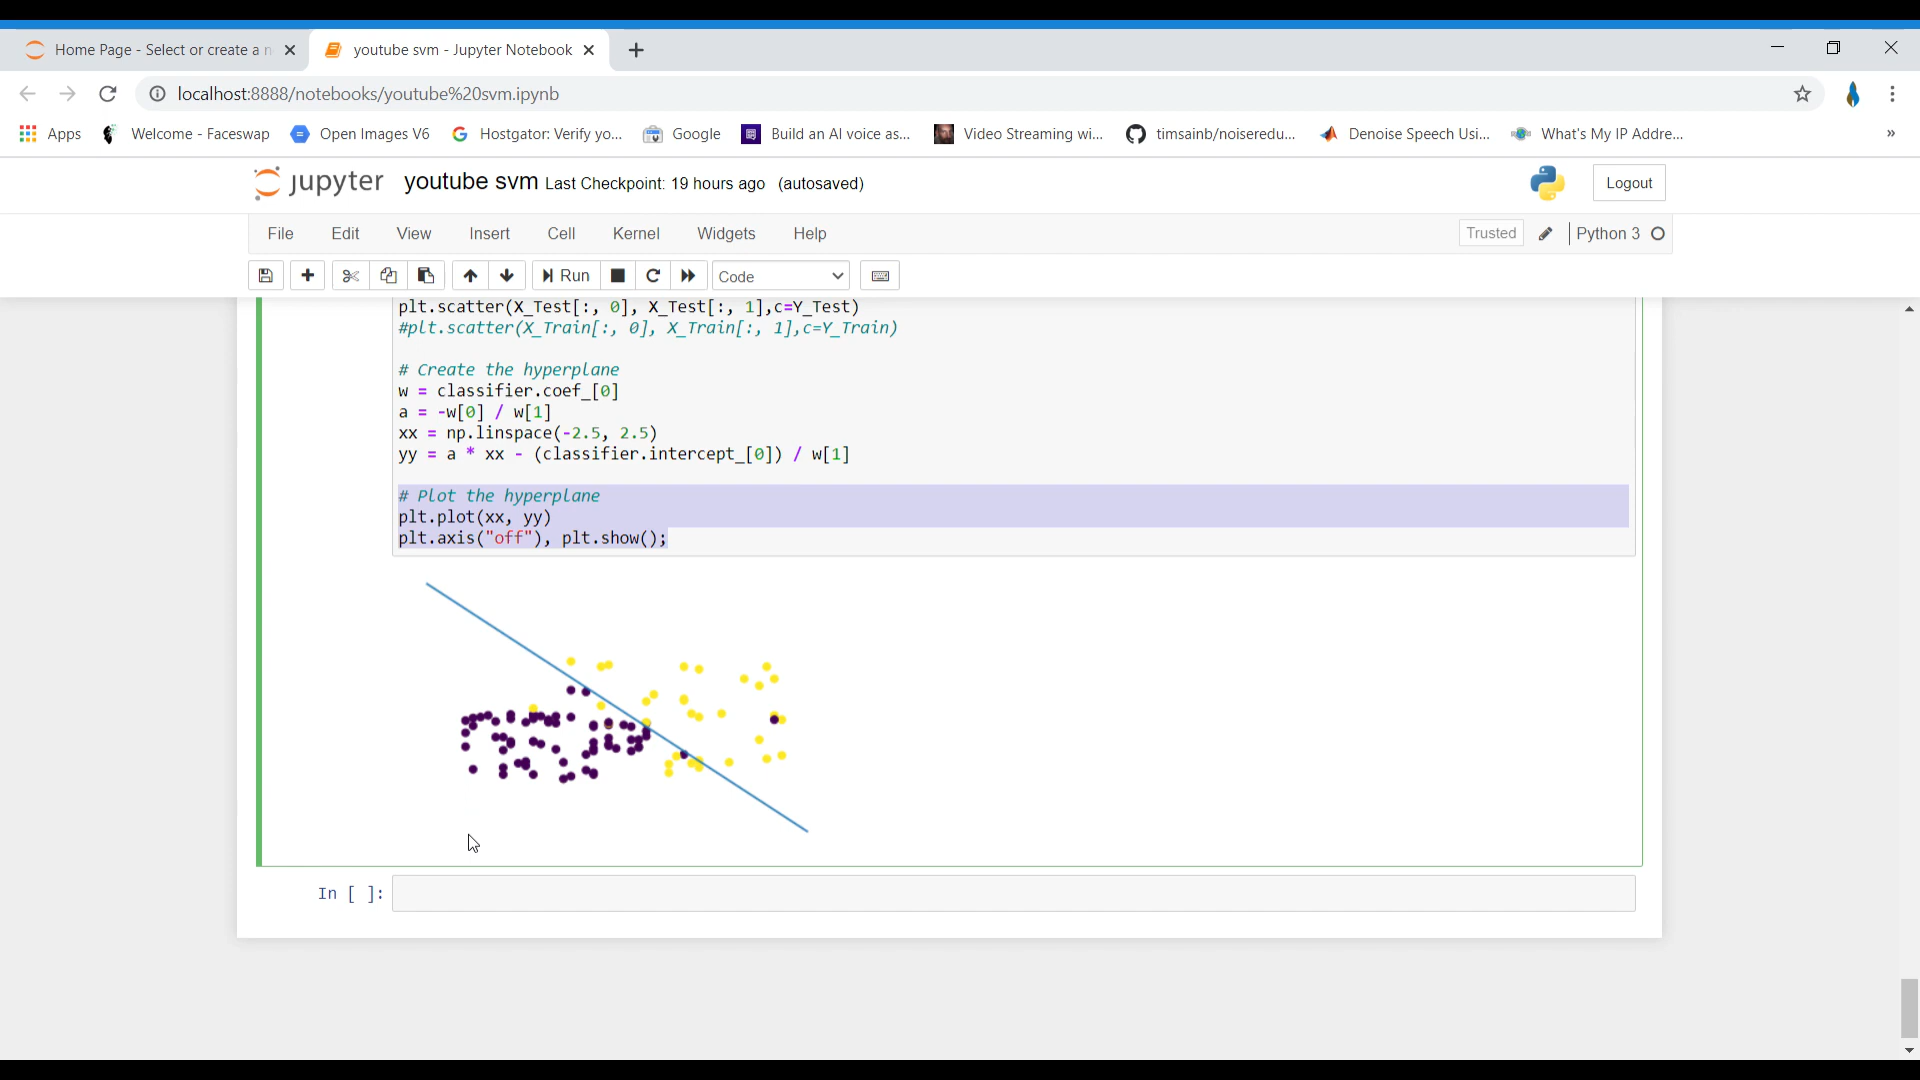 Home Page - Select or create a n
youtube svm - Jupyter Notebook
localhost:8888/notebooks/youtube%20svm.ipynb
Apps
Welcome - Faceswap
Open Images V6
Hostgator: Verify yo...
Google
Build an AI voice as...
Video Streaming wi...
timsainb/noiseredu...
Denoise Speech Usi...
What's My IP Addre...
»
jupyter
youtube svm Last Checkpoint: 19 hours ago (autosaved)
Logout
File
Edit
View
Insert
Cell
Kernel
Widgets
Help
Trusted
Python 3
Run
Code
plt.scatter(X_Test[:, 0], X_Test[:, 1],c=Y_Test)
#plt.scatter(X_Train[:, 0], X_Train[:, 1],c=Y_Train)
# Create the hyperplane
w = classifier.coef_[0]
a = -w[0] / w[1]
xx = np.linspace(-2.5, 2.5)
yy = a * xx - (classifier.intercept_[0]) / w[1]
# Plot the hyperplane
plt.plot(xx, yy)
plt.axis("off"), plt.show();
In [ ]: